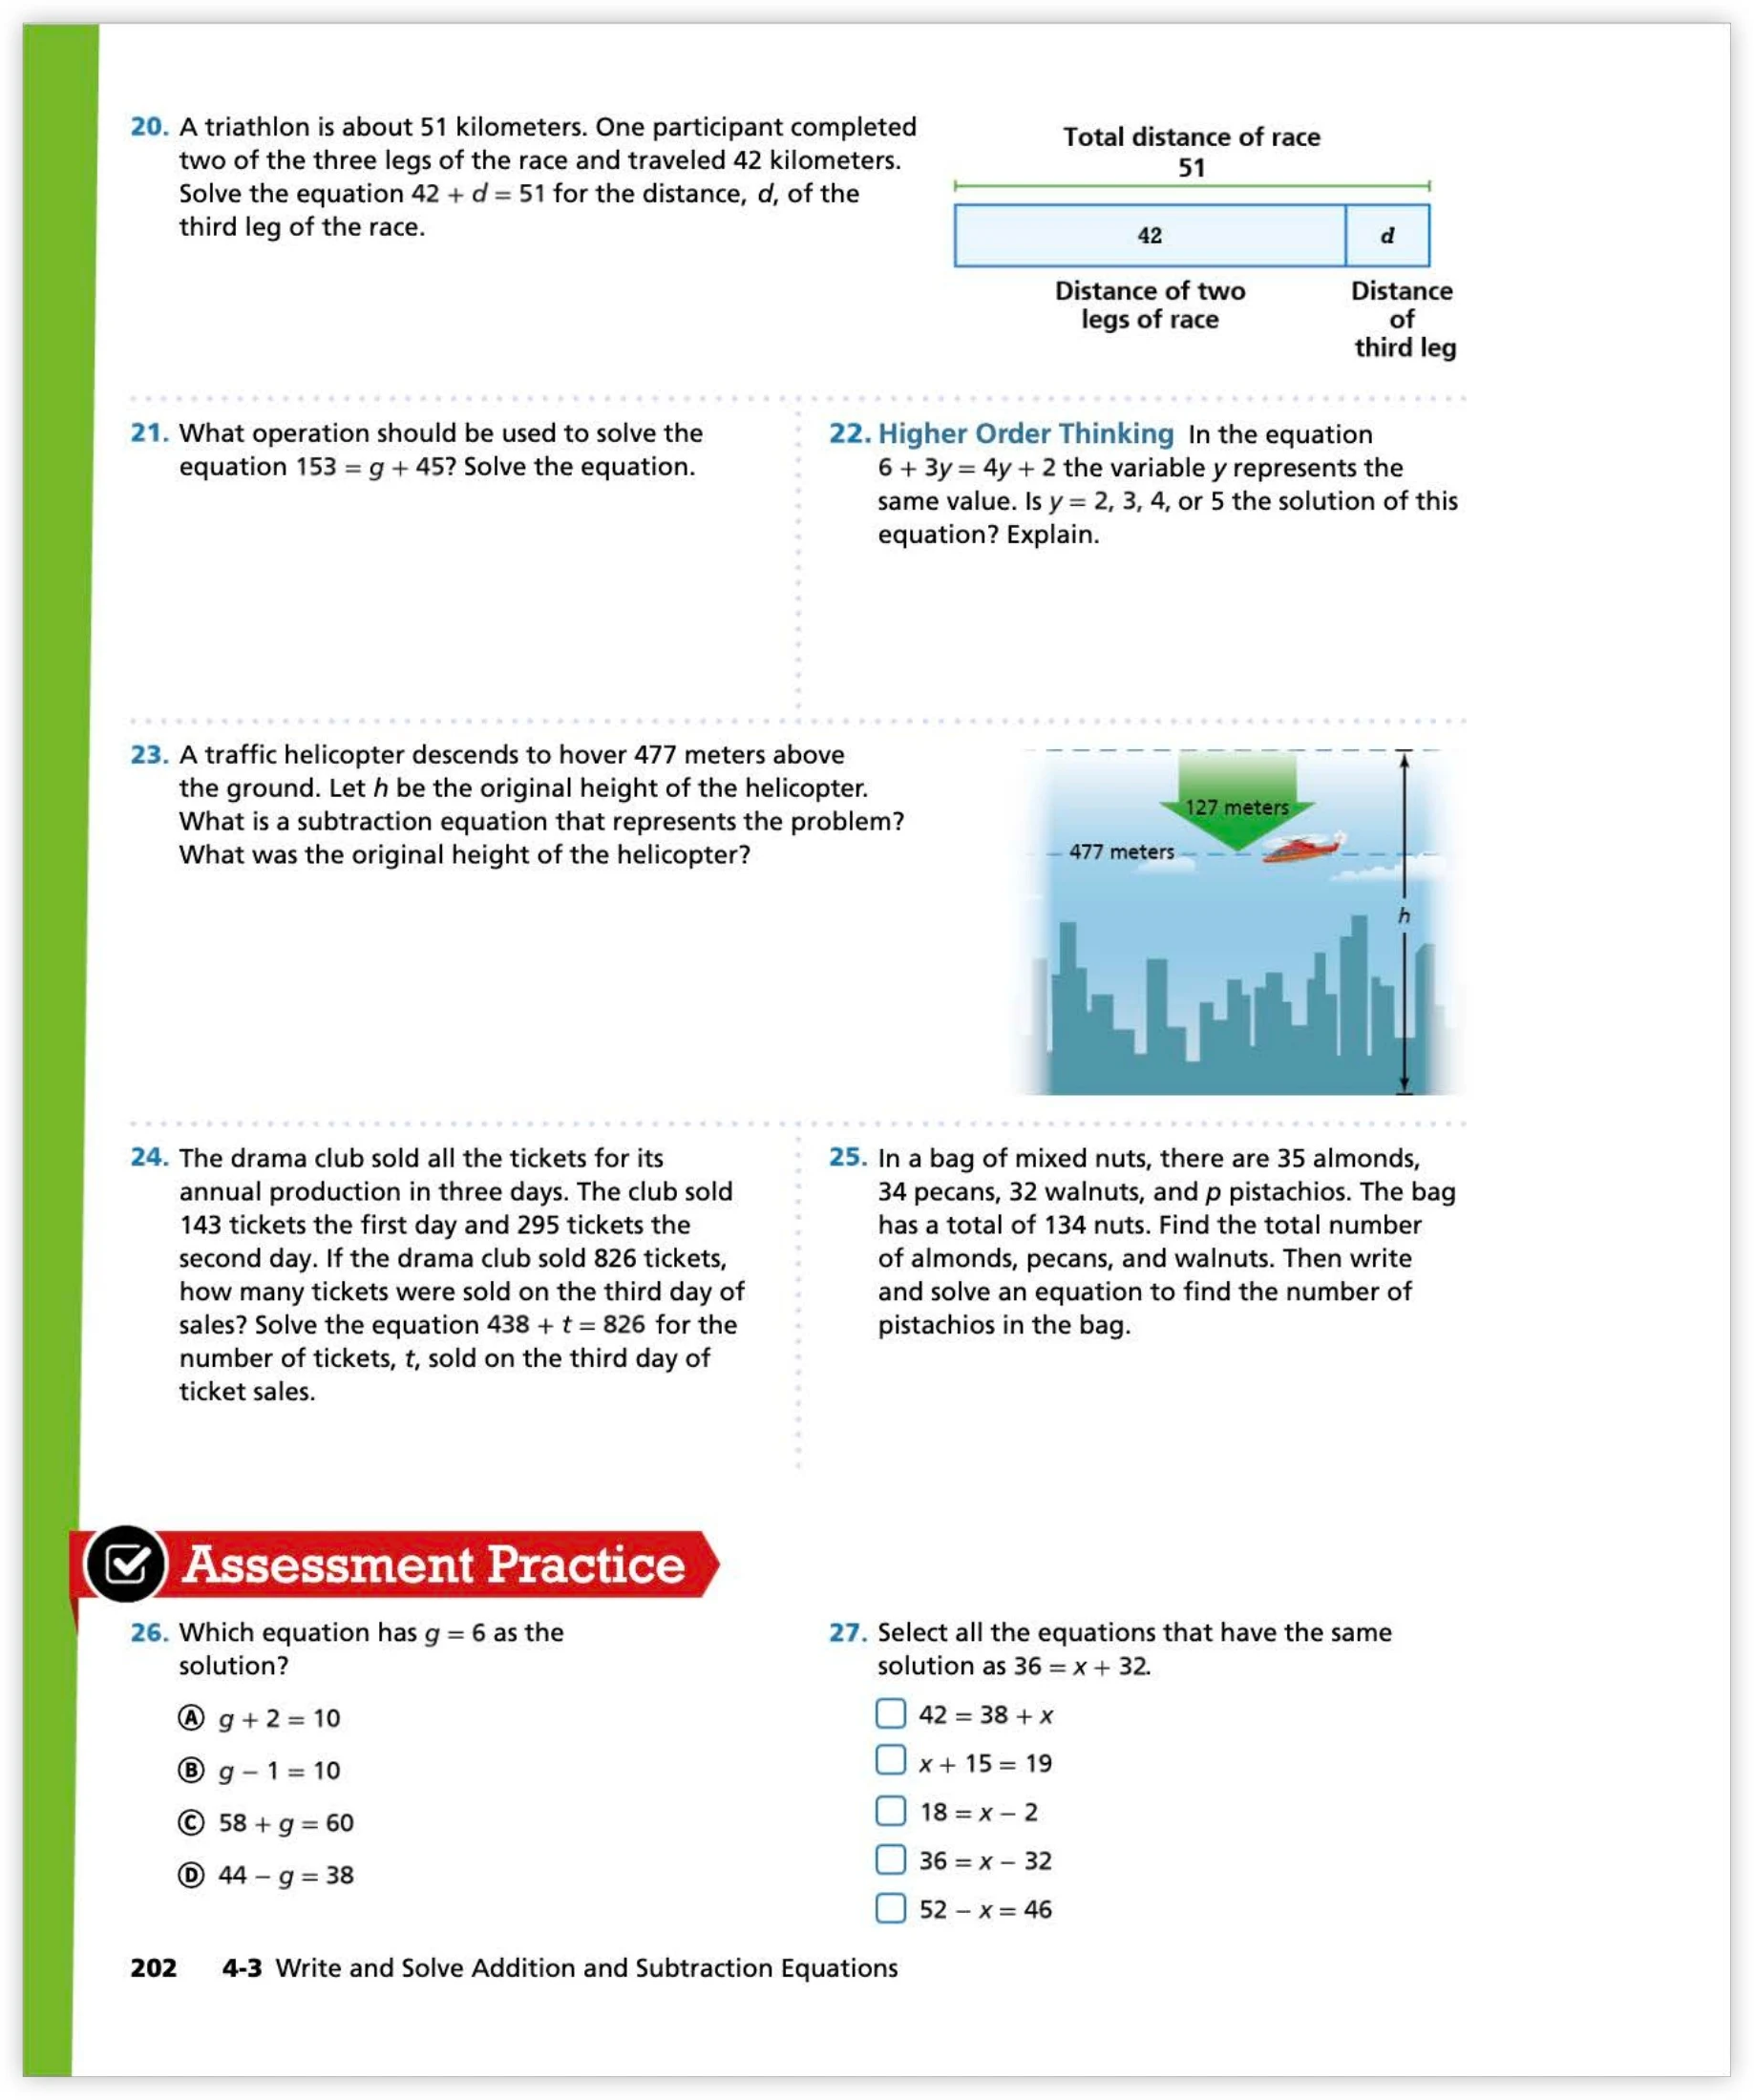 20. A triathlon is about 51 kilometers. One participant completed
two of the three legs of the race and traveled 42 kilometers.
Solve the equation 42 + d = 51 for the distance, d, of the
third leg of the race.
Total distance of race
51
42
d
Distance of two
legs of race
Distance
of
third leg
21. What operation should be used to solve the
equation 153 = g + 45? Solve the equation.
22. Higher Order Thinking In the equation
6 + 3y = 4y + 2 the variable y represents the
same value. Is y = 2, 3, 4, or 5 the solution of this
equation? Explain.
23. A traffic helicopter descends to hover 477 meters above
the ground. Let h be the original height of the helicopter.
What is a subtraction equation that represents the problem?
What was the original height of the helicopter?
127 meters
477 meters
h
24. The drama club sold all the tickets for its
annual production in three days. The club sold
143 tickets the first day and 295 tickets the
second day. If the drama club sold 826 tickets,
how many tickets were sold on the third day of
sales? Solve the equation 438 + t = 826 for the
number of tickets, t, sold on the third day of
ticket sales.
25. In a bag of mixed nuts, there are 35 almonds,
34 pecans, 32 walnuts, and p pistachios. The bag
has a total of 134 nuts. Find the total number
of almonds, pecans, and walnuts. Then write
and solve an equation to find the number of
pistachios in the bag.
Assessment Practice
26. Which equation has g = 6 as the
solution?
Ⓐ g + 2 = 10
Ⓑ g − 1 = 10
Ⓒ 58 + g = 60
Ⓓ 44 − g = 38
27. Select all the equations that have the same
solution as 36 = x + 32.
42 = 38 + x
x + 15 = 19
18 = x − 2
36 = x − 32
52 − x = 46
202 4-3 Write and Solve Addition and Subtraction Equations